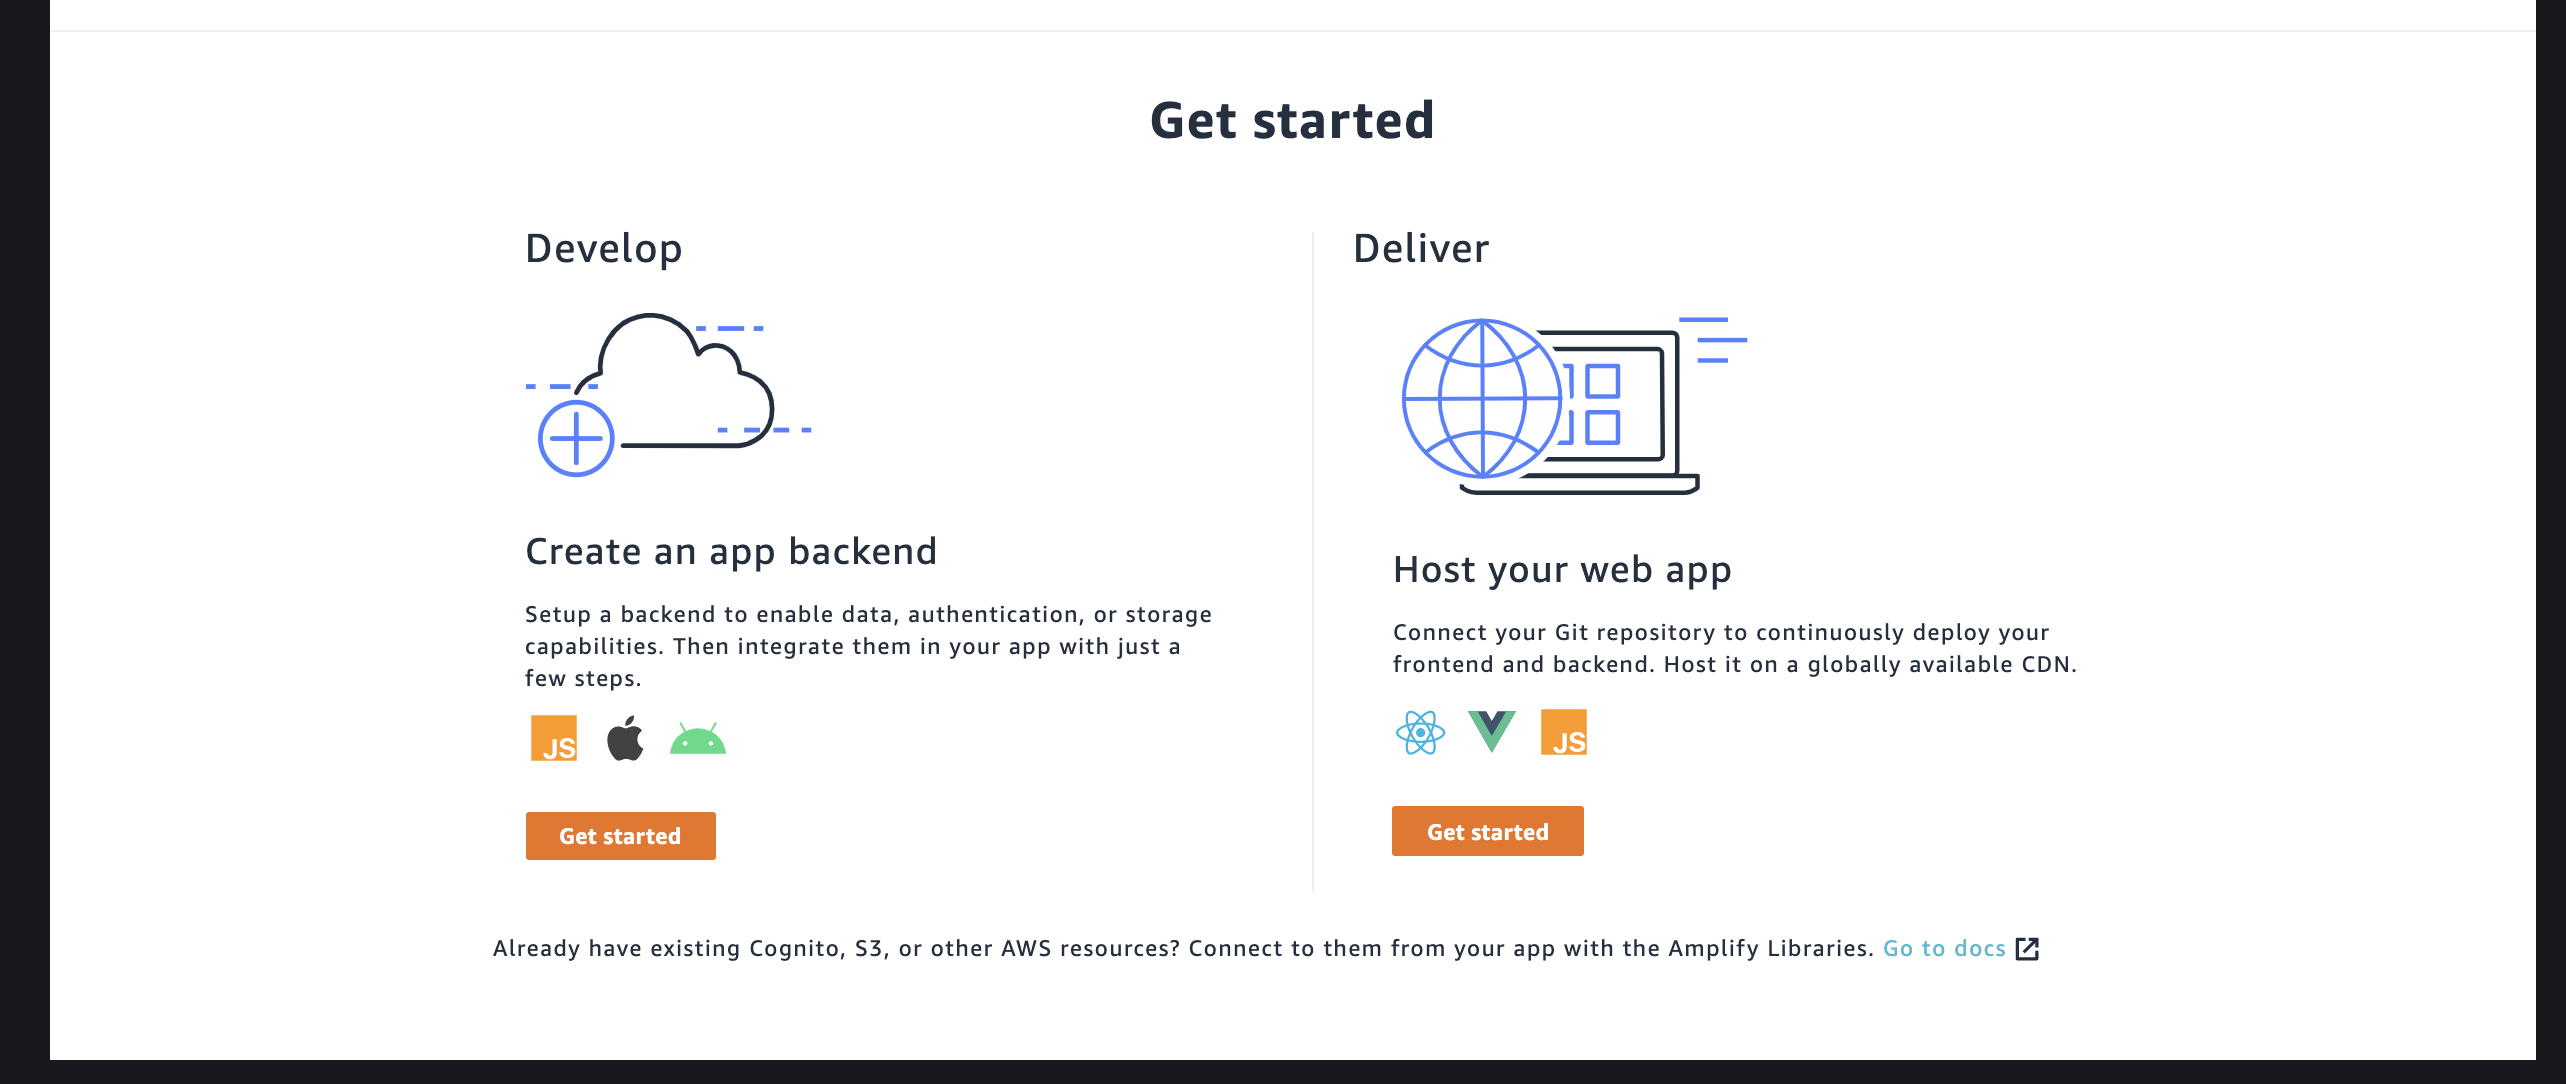 Get started
Develop
Create an app backend
Setup a backend to enable data, authentication, or storage
capabilities. Then integrate them in your app with just a
few steps.
JS
Get started
Deliver
Host your web app
Connect your Git repository to continuously deploy your
frontend and backend. Host it on a globally available CDN.
JS
Get started
Already have existing Cognito, S3, or other AWS resources? Connect to them from your app with the Amplify Libraries. Go to docs